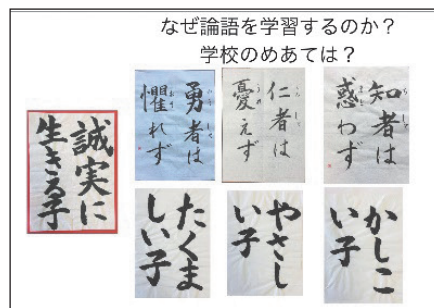 なぜ論語を学習するのか？
学校のめあては？
知者は
惑わず
仁者は
憂えず
勇者は
懼れず
誠実に
生きる子
かしこ
い子
やさし
い子
たくま
しい子